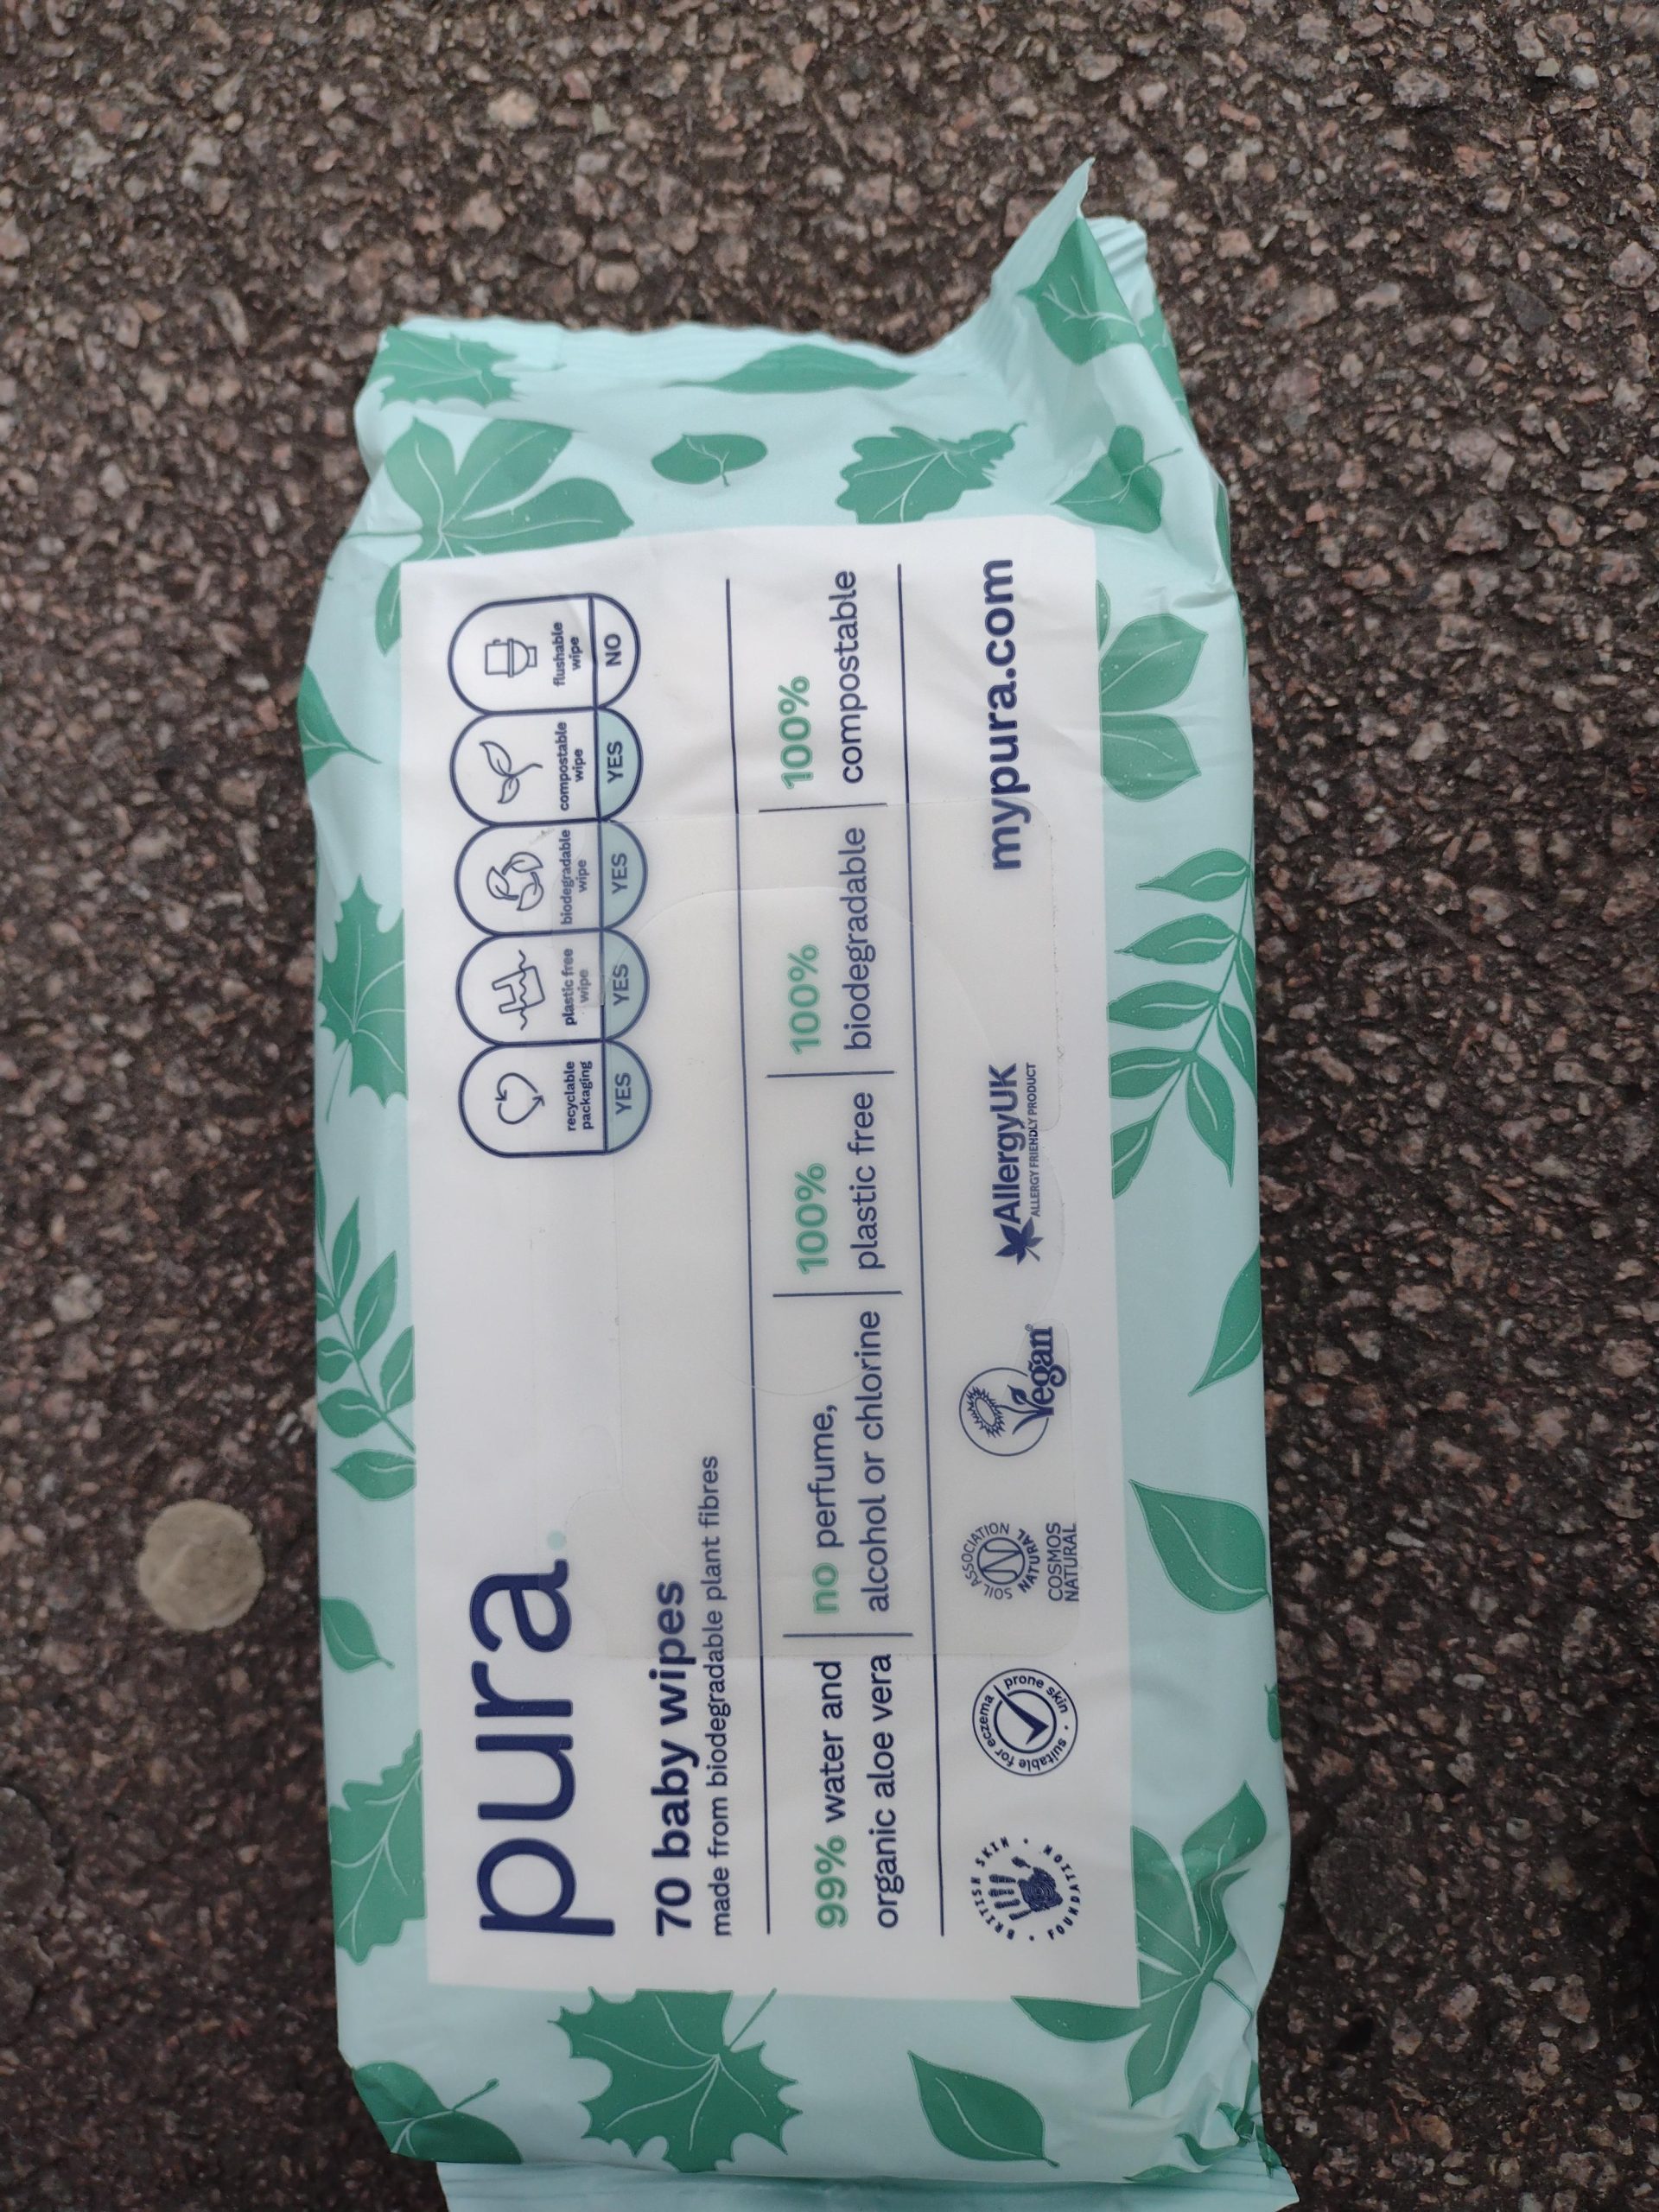 pura.
70 baby wipes
made from biodegradable plant fibres
recyclable
packaging
YES
plastic free
wipe
YES
biodegradable
wipe
YES
compostable
wipe
YES
flushable
wipe
NO
99% water and
organic aloe vera
no perfume,
alcohol or chlorine
100%
plastic free
100%
biodegradable
100%
compostable
BRITISH SKIN
FOUNDATION
suitable for eczema
prone skin
SOIL ASSOCIATION
N
NATURAL
COSMOS
NATURAL
Vegan
AllergyUK
ALLERGY FRIENDLY PRODUCT
mypura.com